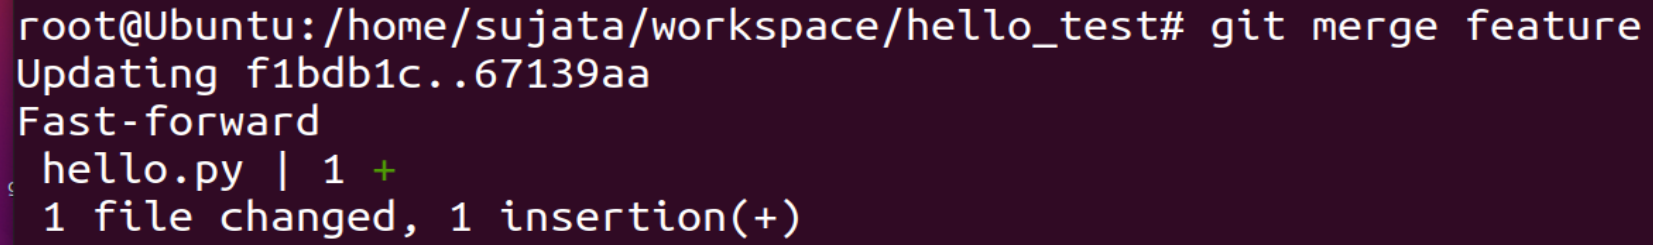 root@Ubuntu:/home/sujata/workspace/hello_test# git merge feature
Updating f1bdb1c..67139aa
Fast-forward
 hello.py | 1 +
 1 file changed, 1 insertion(+)